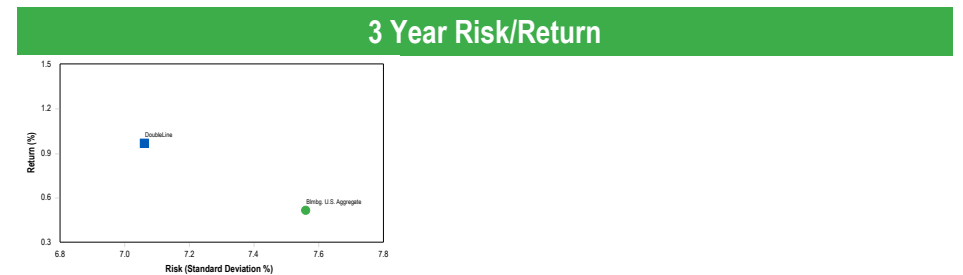 3 Year Risk/Return
1.5
1.2
0.9
0.6
0.3
Return (%)
DoubleLine
Blmbg. U.S. Aggregate
6.8 7.0 7.2 7.4 7.6 7.8
Risk (Standard Deviation %)